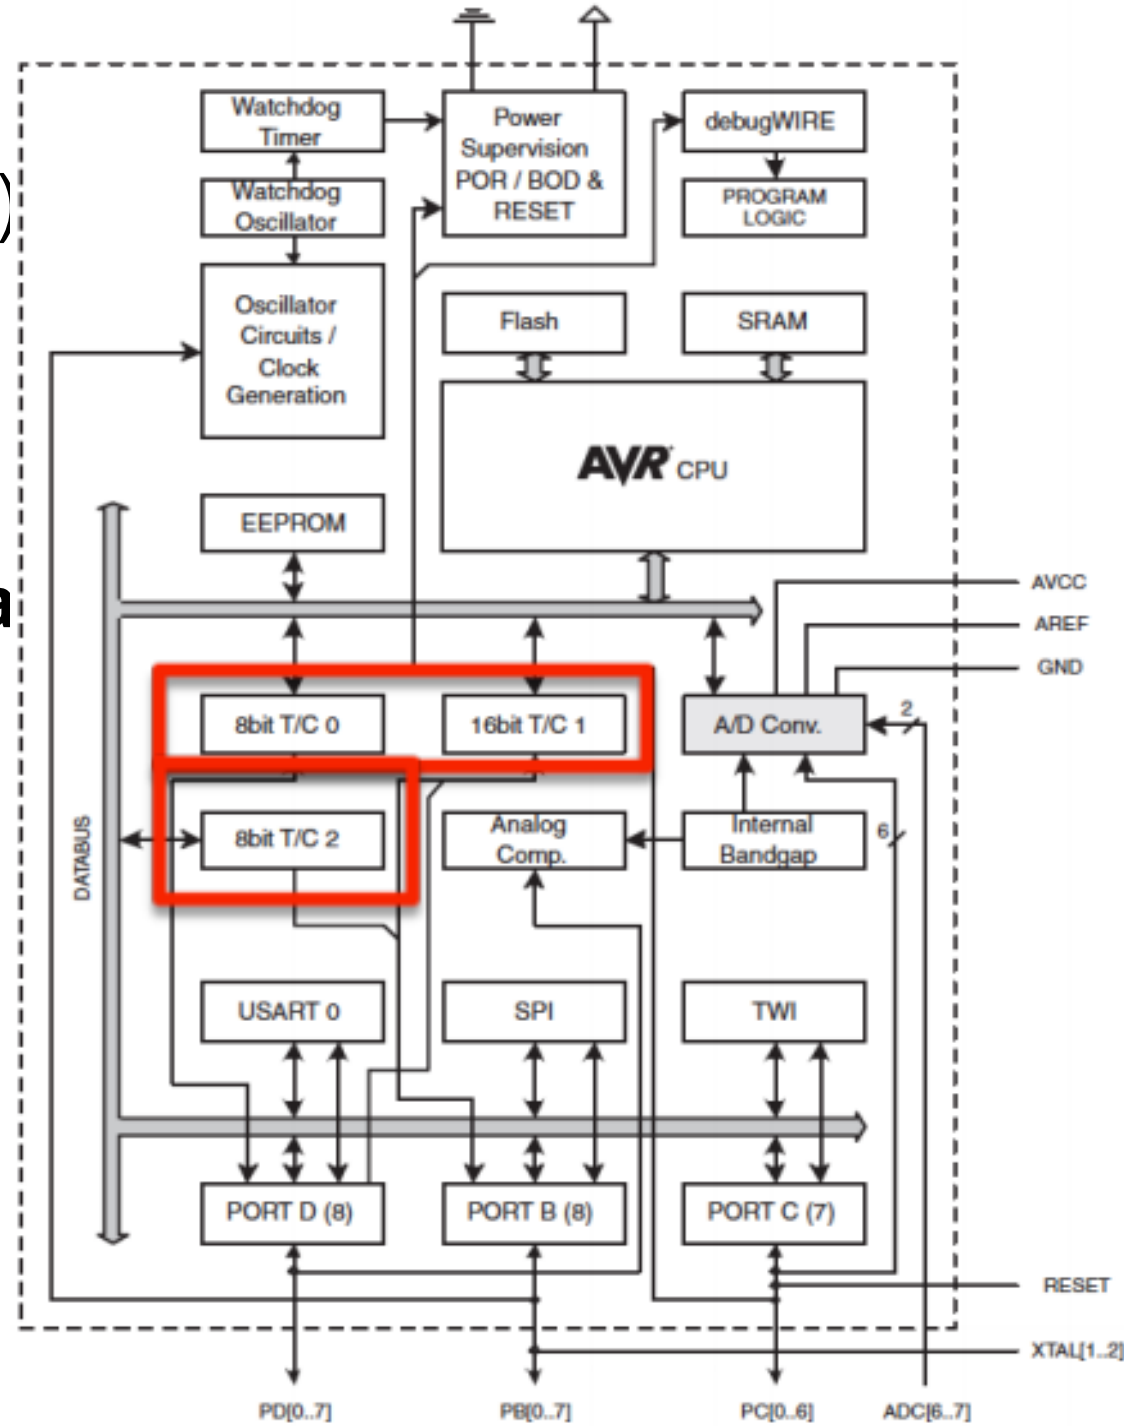 Watchdog
Timer
Power
Supervision
POR / BOD &
RESET
debugWIRE
)
Watchdog
Oscillator
PROGRAM
LOGIC
Oscillator
Circuits /
Clock
Generation
Flash
SRAM
AVR CPU
EEPROM
a
AVCC
AREF
GND
8bit T/C 0
16bit T/C 1
A/D Conv.
2
8bit T/C 2
Analog
Comp.
Internal
Bandgap
6
DATABUS
USART 0
SPI
TWI
PORT D (8)
PORT B (8)
PORT C (7)
RESET
XTAL[1..2]
PD[0..7]
PB[0..7]
PC[0..6]
ADC[6..7]